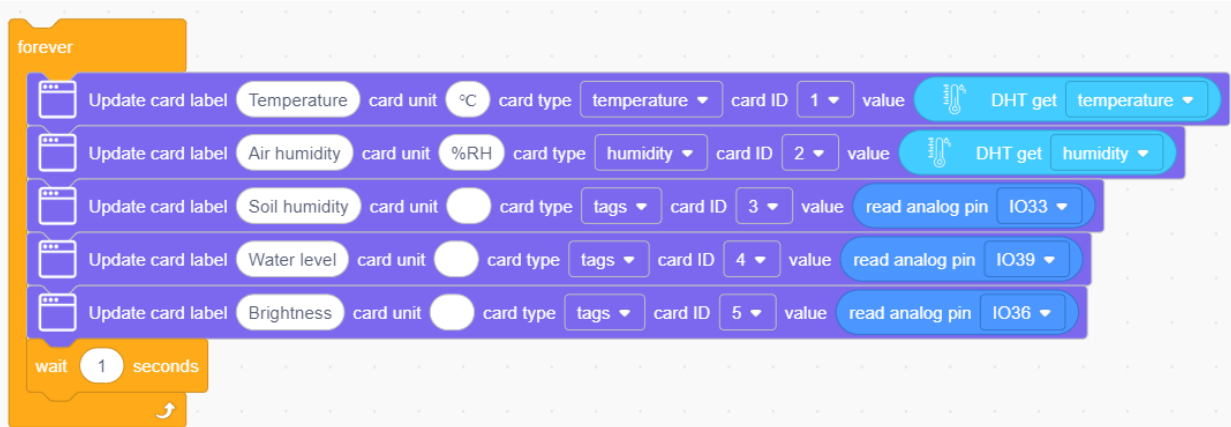 forever
Update card label Temperature card unit ℃ card type temperature card ID 1 value DHT get temperature
Update card label Air humidity card unit %RH card type humidity card ID 2 value DHT get humidity
Update card label Soil humidity card unit card type tags card ID 3 value read analog pin IO33
Update card label Water level card unit card type tags card ID 4 value read analog pin IO39
Update card label Brightness card unit card type tags card ID 5 value read analog pin IO36
wait 1 seconds